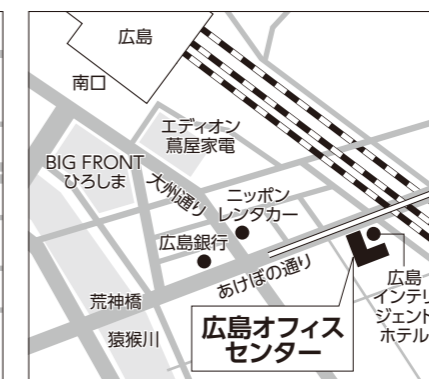 広島
南口
エディオン
蔦屋家電
BIG FRONT
ひろしま
大州通り
ニッポン
レンタカー
広島銀行
あけぼの通り
荒神橋
猿猴川
広島オフィス
センター
広島
インテリ
ジェント
ホテル